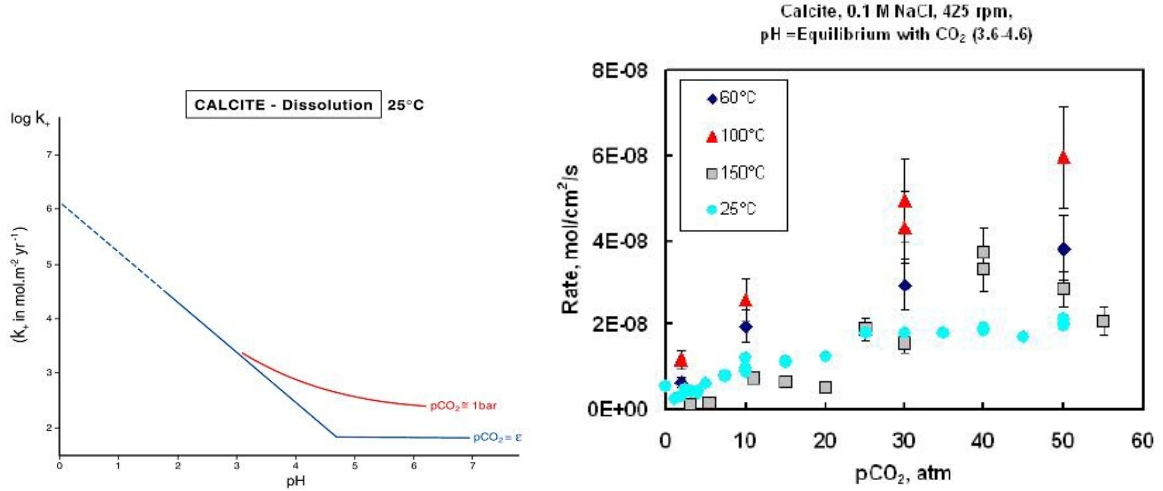 CALCITE - Dissolution 25°C
log k₊
(k₊ in mol.m⁻² yr⁻¹)
7
6
5
4
3
2
pCO₂≅1bar
pCO₂= ε
0 1 2 3 4 5 6 7
pH
Calcite, 0.1 M NaCl, 425 rpm,
pH =Equilibrium with CO₂ (3.6-4.6)
Rate, mol/cm²/s
8E-08
6E-08
4E-08
2E-08
0E+00
60°C
100°C
150°C
25°C
0 10 20 30 40 50 60
pCO₂, atm